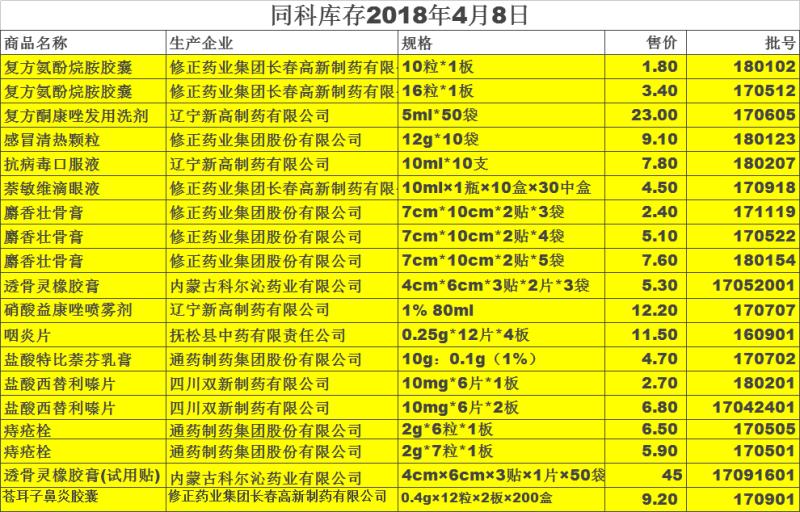 同科库存2018年4月8日
商品名称 生产企业 规格 售价 批号
复方氨酚烷胺胶囊 修正药业集团长春高新制药有限 10粒*1板 1.80 180102
复方氨酚烷胺胶囊 修正药业集团长春高新制药有限 16粒*1板 3.40 170512
复方酮康唑发用洗剂 辽宁新高制药有限公司 5ml*50袋 23.00 170605
感冒清热颗粒 修正药业集团股份有限公司 12g*10袋 9.10 180123
抗病毒口服液 辽宁新高制药有限公司 10ml*10支 7.80 180207
萘敏维滴眼液 修正药业集团长春高新制药有限 10ml×1瓶×10盒×30中盒 4.50 170918
麝香壮骨膏 修正药业集团股份有限公司 7cm*10cm*2贴*3袋 2.40 171119
麝香壮骨膏 修正药业集团股份有限公司 7cm*10cm*2贴*4袋 5.10 170522
麝香壮骨膏 修正药业集团股份有限公司 7cm*10cm*2贴*5袋 7.60 180154
透骨灵橡胶膏 内蒙古科尔沁药业有限公司 4cm*6cm*3贴*2片*3袋 5.30 17052001
硝酸益康唑喷雾剂 辽宁新高制药有限公司 1% 80ml 12.20 170707
咽炎片 抚松县中药有限责任公司 0.25g*12片*4板 11.50 160901
盐酸特比萘芬乳膏 通药制药集团股份有限公司 10g：0.1g（1%） 4.70 170702
盐酸西替利嗪片 四川双新制药有限公司 10mg*6片*1板 2.70 180201
盐酸西替利嗪片 四川双新制药有限公司 10mg*6片*2板 6.80 17042401
痔疮栓 通药制药集团股份有限公司 2g*6粒*1板 6.50 170505
痔疮栓 通药制药集团股份有限公司 2g*7粒*1板 5.90 170501
透骨灵橡胶膏(试用贴) 内蒙古科尔沁药业有限公司 4cm×6cm×3贴×1片×50袋 45 17091601
苍耳子鼻炎胶囊 修正药业集团长春高新制药有限公司 0.4g×12粒×2板×200盒 9.20 170901